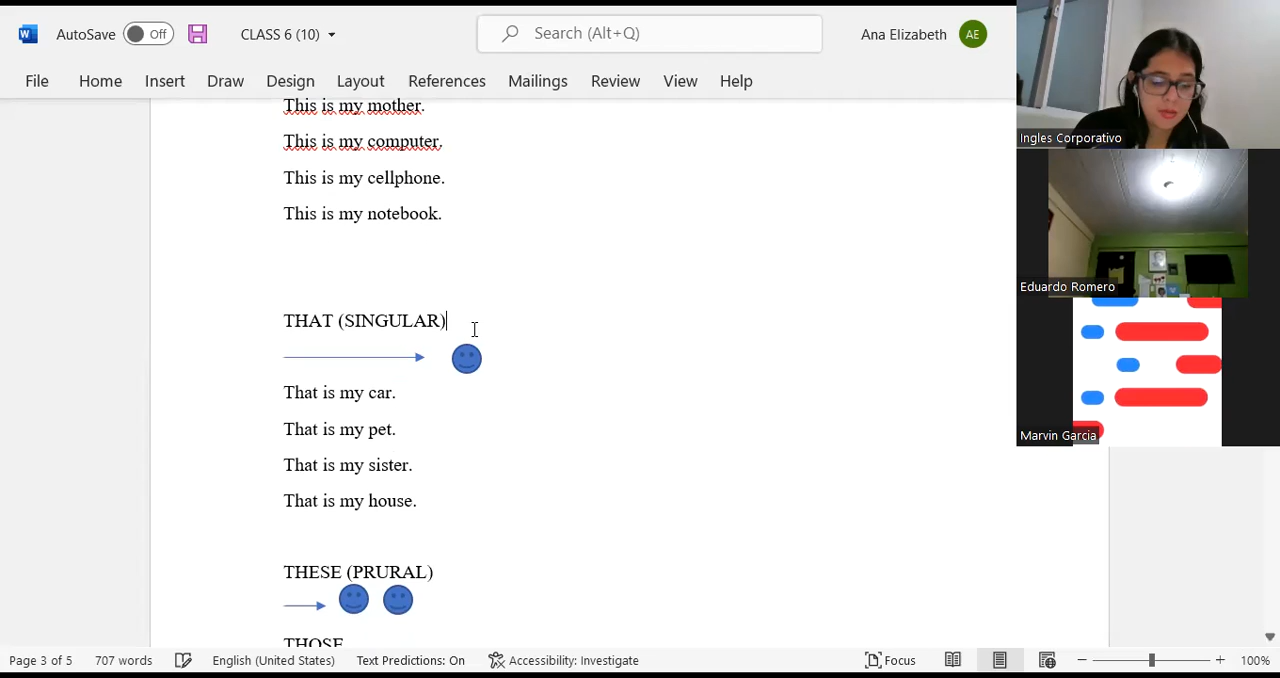 AutoSave Off CLASS 6 (10) Search (Alt+Q) Ana Elizabeth AE
File Home Insert Draw Design Layout References Mailings Review View Help
This is my mother.
This is my computer.
This is my cellphone.
This is my notebook.
THAT (SINGULAR)
That is my car.
That is my pet.
That is my sister.
That is my house.
THESE (PRURAL)
THOSE
Page 3 of 5 707 words English (United States) Text Predictions: On Accessibility: Investigate Focus 100%
Ingles Corporativo
Eduardo Romero
Marvin Garcia